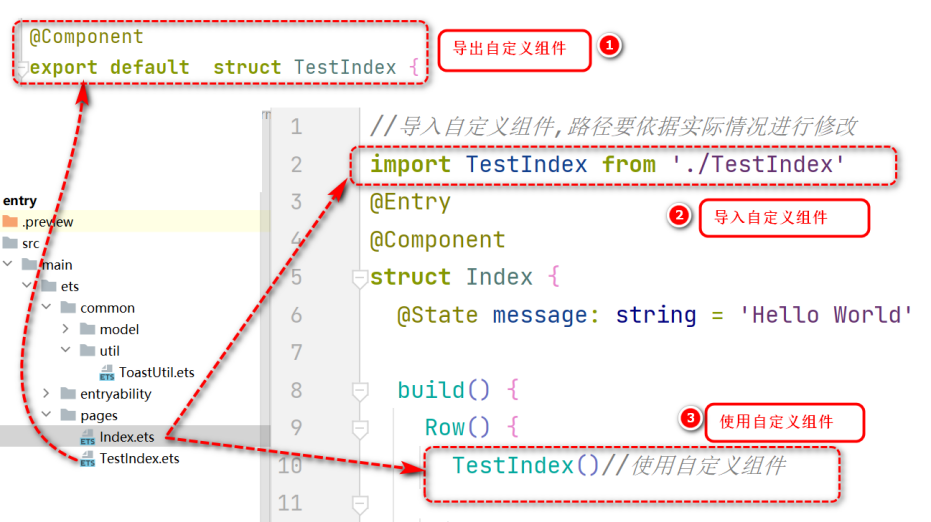 @Component
export default struct TestIndex {
导出自定义组件
1
1 //导入自定义组件,路径要依据实际情况进行修改
2 import TestIndex from './TestIndex'
3 @Entry
2
导入自定义组件
4 @Component
5 struct Index {
6 @State message: string = 'Hello World'
7
8 build() {
9 Row() {
3
使用自定义组件
10 TestIndex()//使用自定义组件
11
entry
.preview
src
main
ets
common
model
util
ToastUtil.ets
entryability
pages
Index.ets
TestIndex.ets